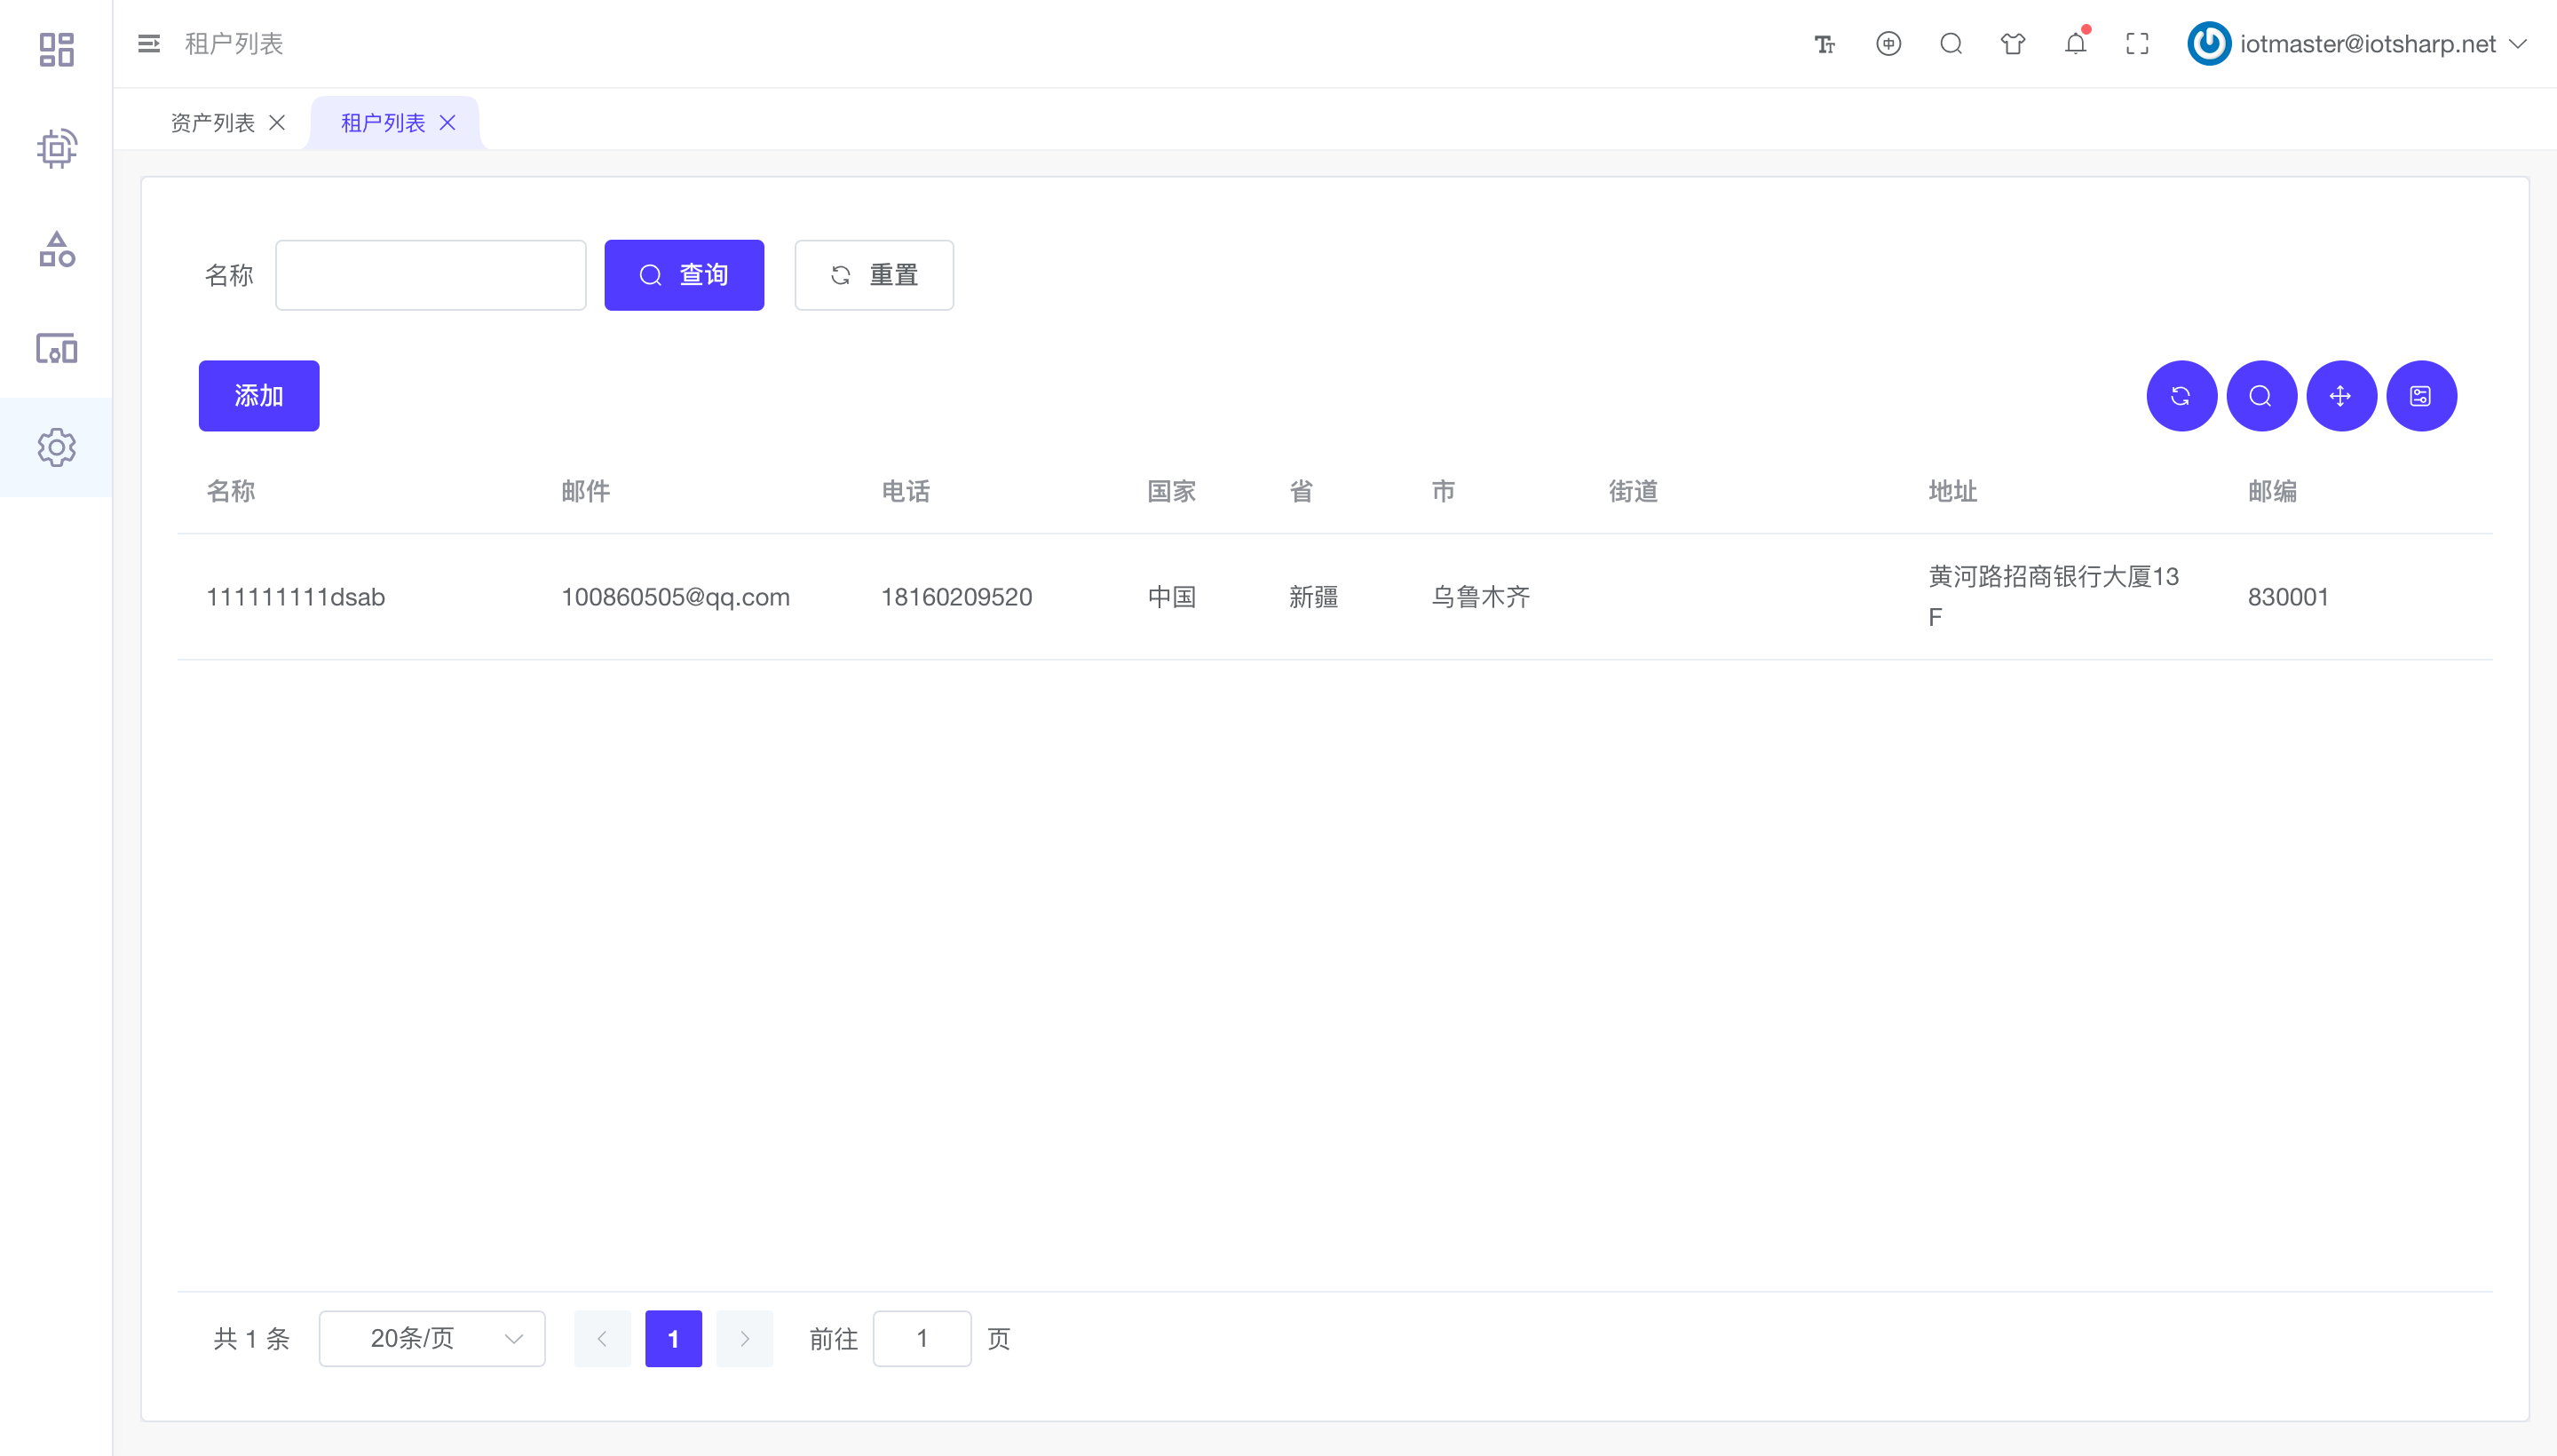 租户列表
iotmaster@iotsharp.net
资产列表
租户列表
名称
查询
重置
添加
名称 邮件 电话 国家 省 市 街道 地址 邮编
111111111dsab 100860505@qq.com 18160209520 中国 新疆 乌鲁木齐 黄河路招商银行大厦13 830001
F
共 1 条 20条/页 1 前往 1 页